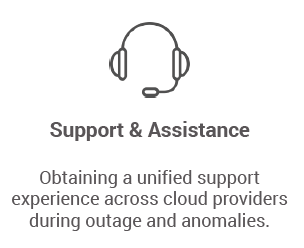 Support & Assistance
Obtaining a unified support
experience across cloud providers
during outage and anomalies.